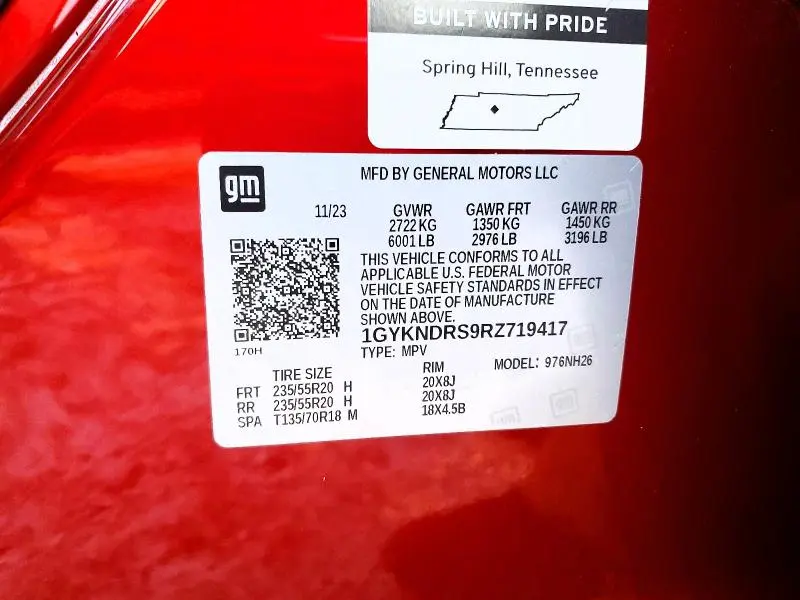 BUILT WITH PRIDE
Spring Hill, Tennessee
gm
MFD BY GENERAL MOTORS LLC
11/23 GVWR GAWR FRT GAWR RR
2722 KG 1350 KG 1450 KG
6001 LB 2976 LB 3196 LB
THIS VEHICLE CONFORMS TO ALL
APPLICABLE U.S. FEDERAL MOTOR
VEHICLE SAFETY STANDARDS IN EFFECT
ON THE DATE OF MANUFACTURE
SHOWN ABOVE.
1GYKNDRS9RZ719417
170H
TYPE: MPV
MODEL: 976NH26
TIRE SIZE RIM
FRT 235/55R20 H 20X8J
RR 235/55R20 H 20X8J
SPA T135/70R18 M 18X4.5B